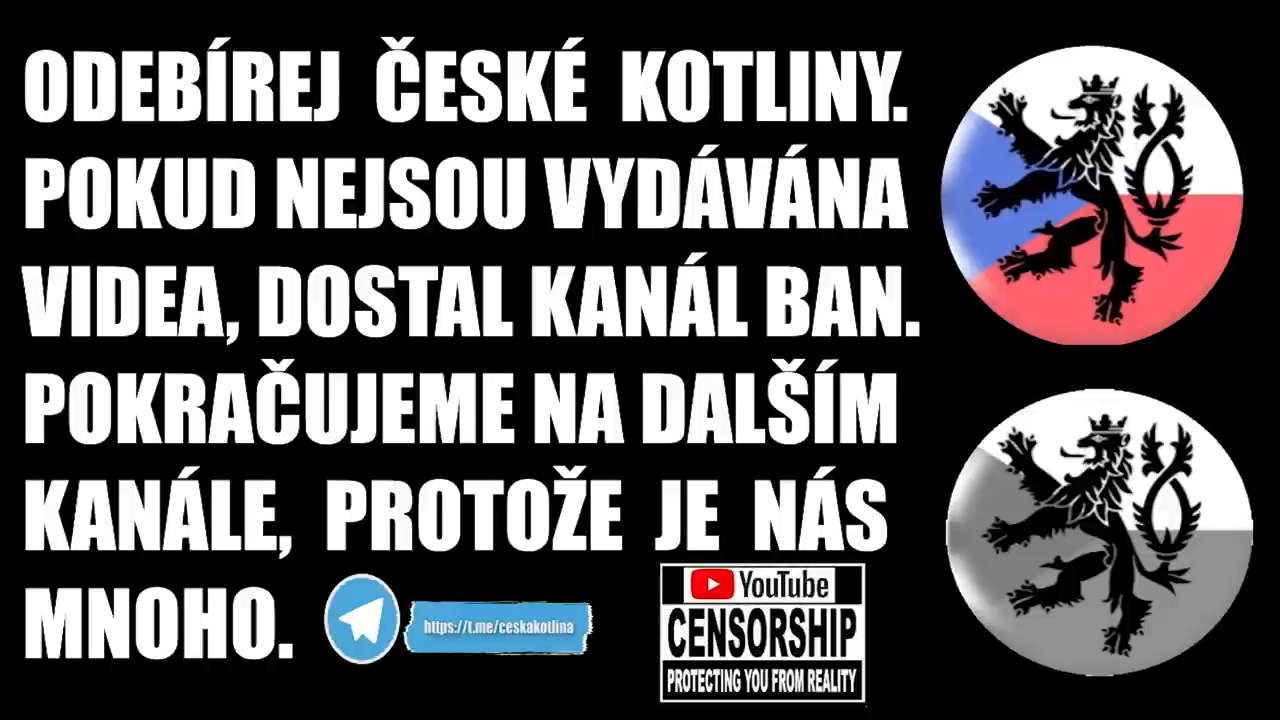 ODEBÍREJ ČESKÉ KOTLINY.
POKUD NEJSOU VYDÁVÁNA
VIDEA, DOSTAL KANÁL BAN.
POKRAČUJEME NA DALŠÍM
KANÁLE, PROTOŽE JE NÁS
MNOHO.
https://t.me/ceskakotlina
YouTube
CENSORSHIP
PROTECTING YOU FROM REALITY